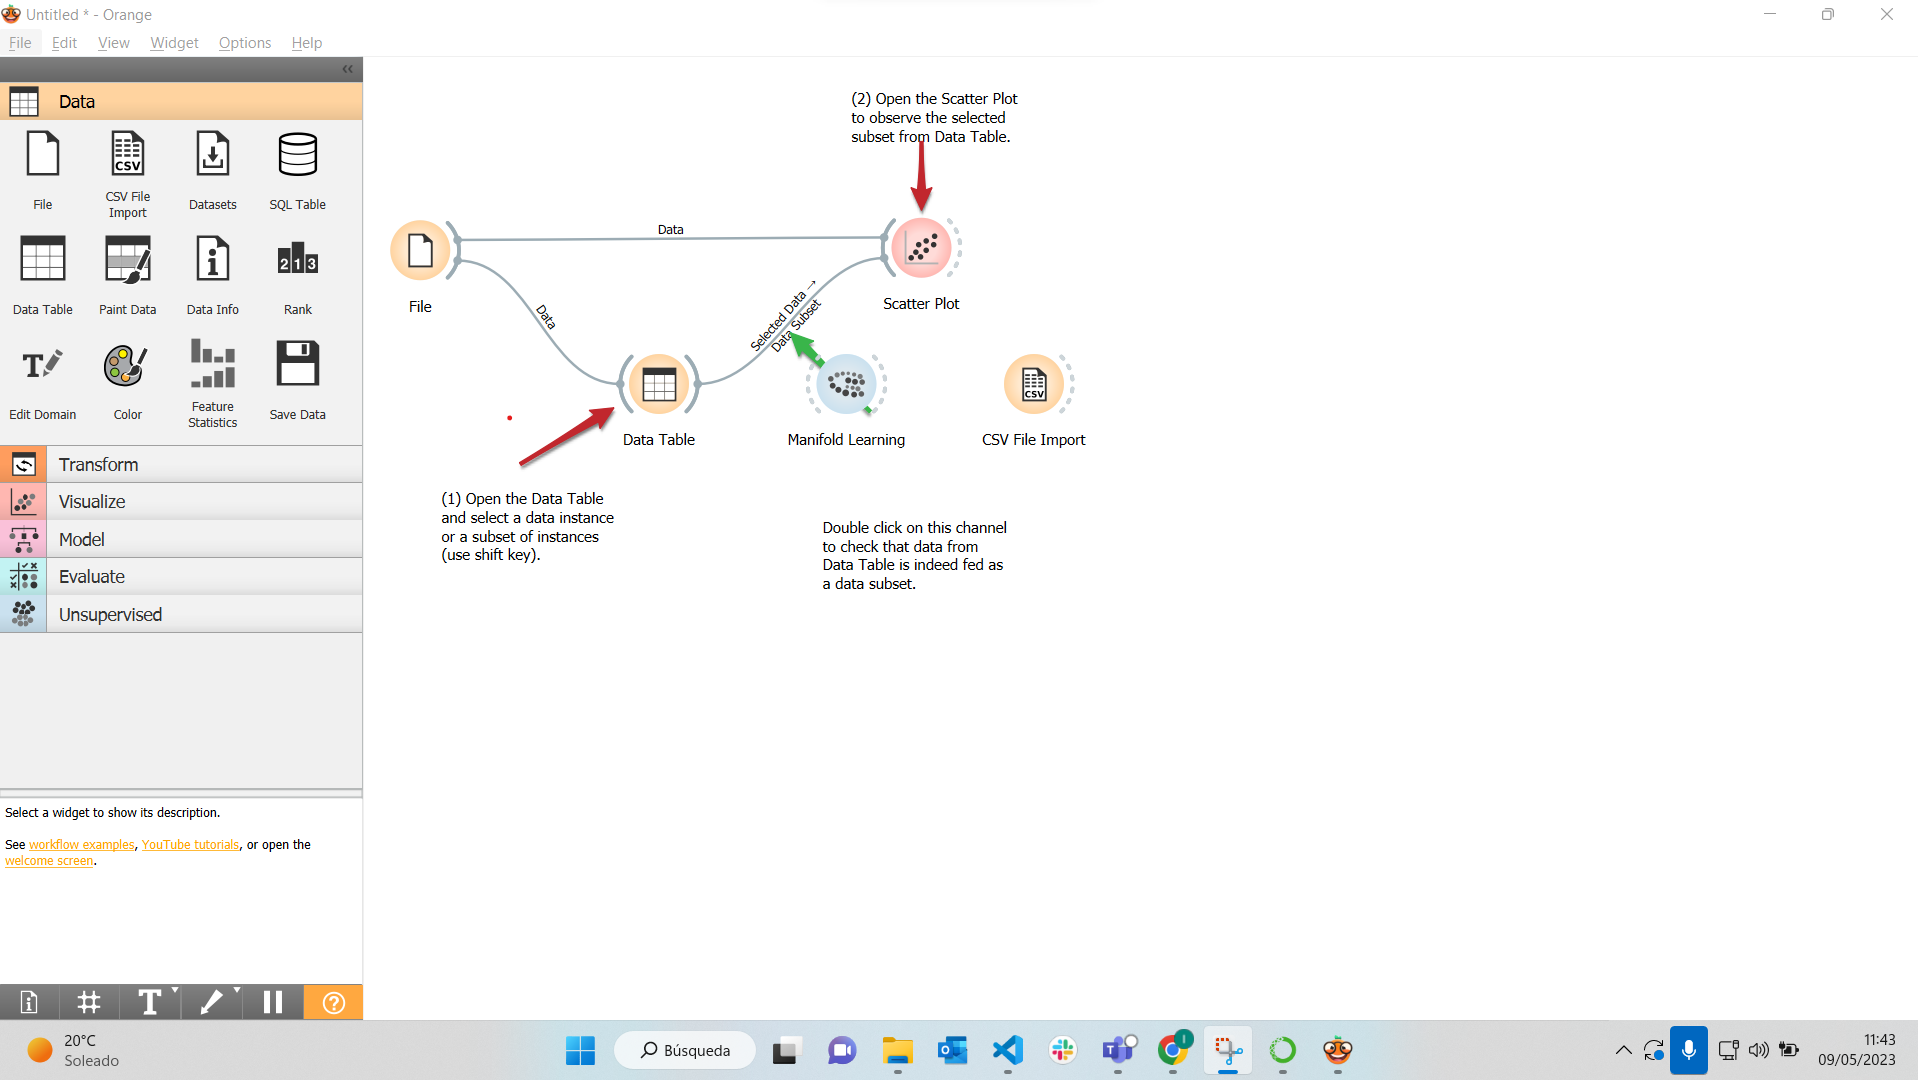 Untitled * - Orange
File Edit View Widget Options Help
Data
File
CSV File
Import
Datasets
SQL Table
Data Table
Paint Data
Data Info
Rank
Edit Domain
Color
Feature
Statistics
Save Data
Transform
Visualize
Model
Evaluate
Unsupervised
Select a widget to show its description.
See workflow examples, YouTube tutorials, or open the
welcome screen.
(2) Open the Scatter Plot
to observe the selected
subset from Data Table.
Data
File
Data
Selected Data →
Data Subset
Scatter Plot
Data Table
Manifold Learning
CSV File Import
(1) Open the Data Table
and select a data instance
or a subset of instances
(use shift key).
Double click on this channel
to check that data from
Data Table is indeed fed as
a data subset.
20°C
Soleado
Búsqueda
11:43
09/05/2023